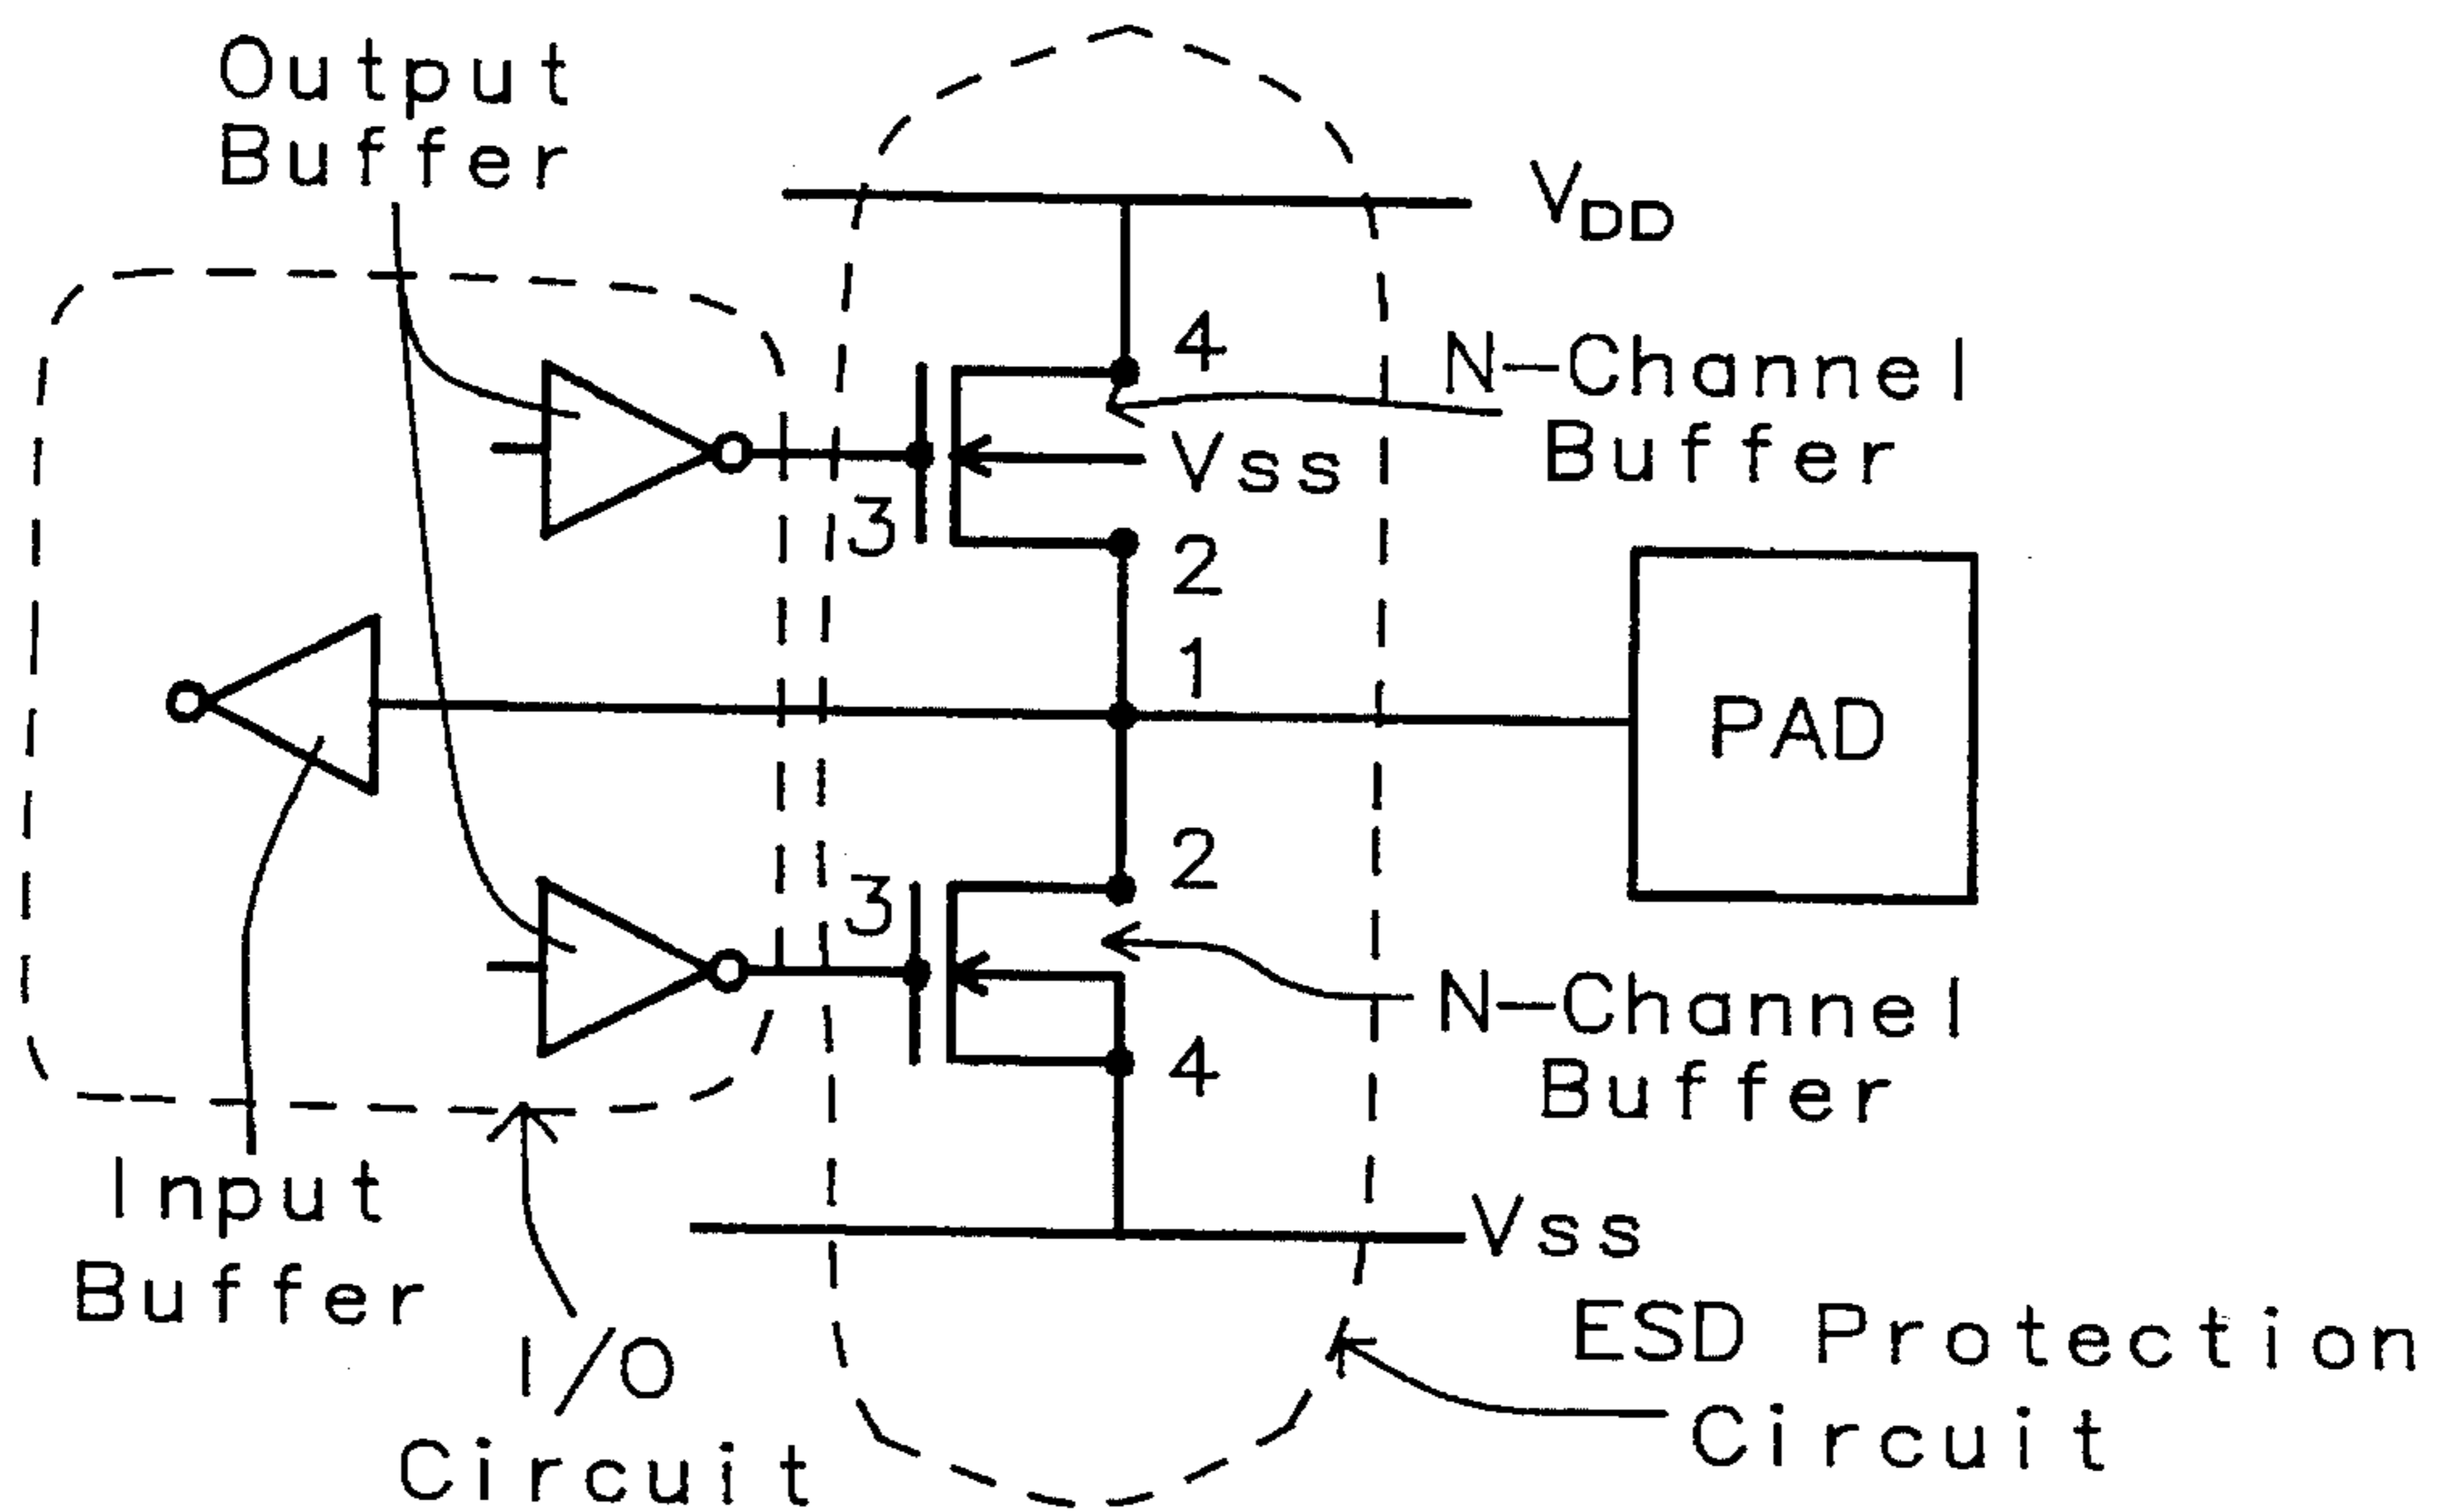 Output
Buffer
VDD
4
N-Channel
Buffer
Vss
3
2
1
PAD
2
3
N-Channel
Buffer
4
Input
Buffer
Vss
I/O
Circuit
ESD Protection
Circuit